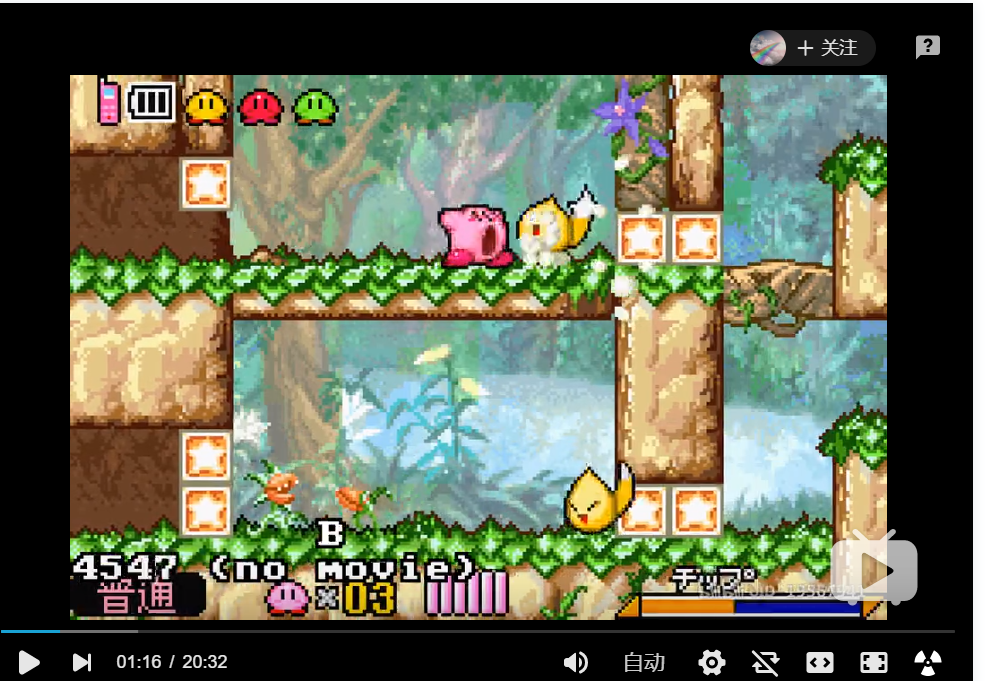 + 关注
?
B
4547 (no movie)
普通
×03
チップ
01:16 / 20:32
自动